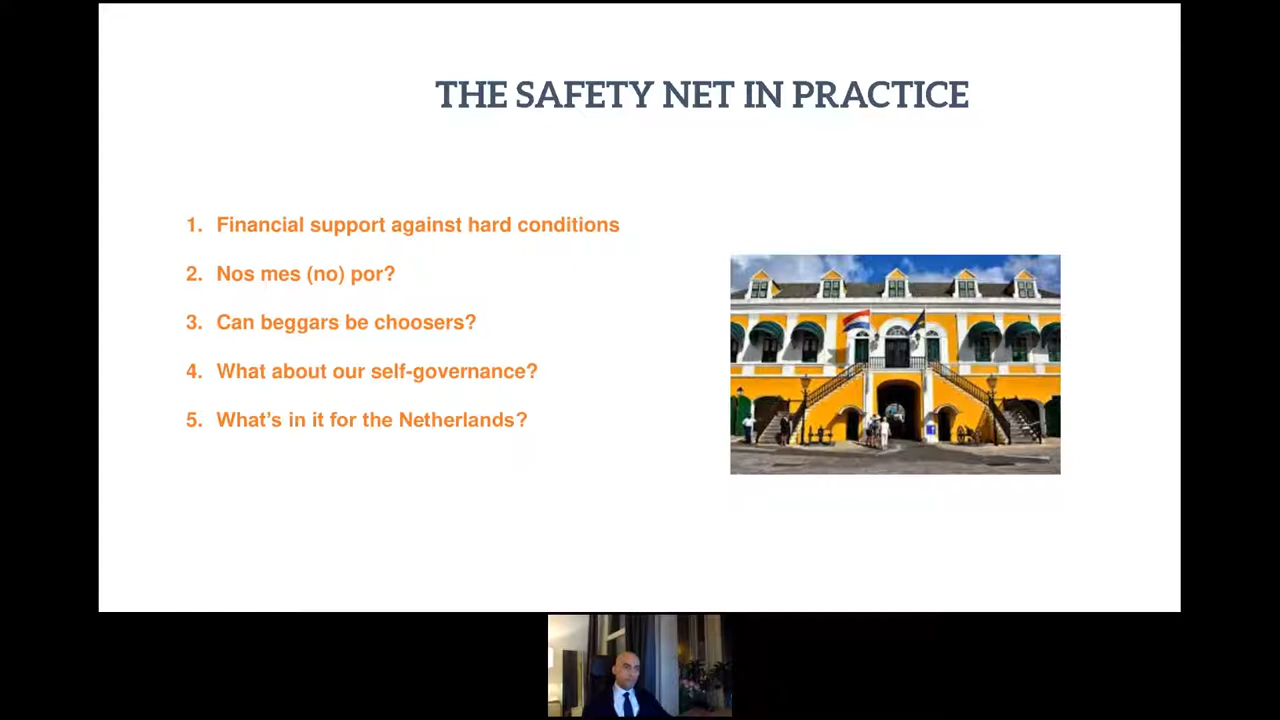 THE SAFETY NET IN PRACTICE
1. Financial support against hard conditions
2. Nos mes (no) por?
3. Can beggars be choosers?
4. What about our self-governance?
5. What’s in it for the Netherlands?